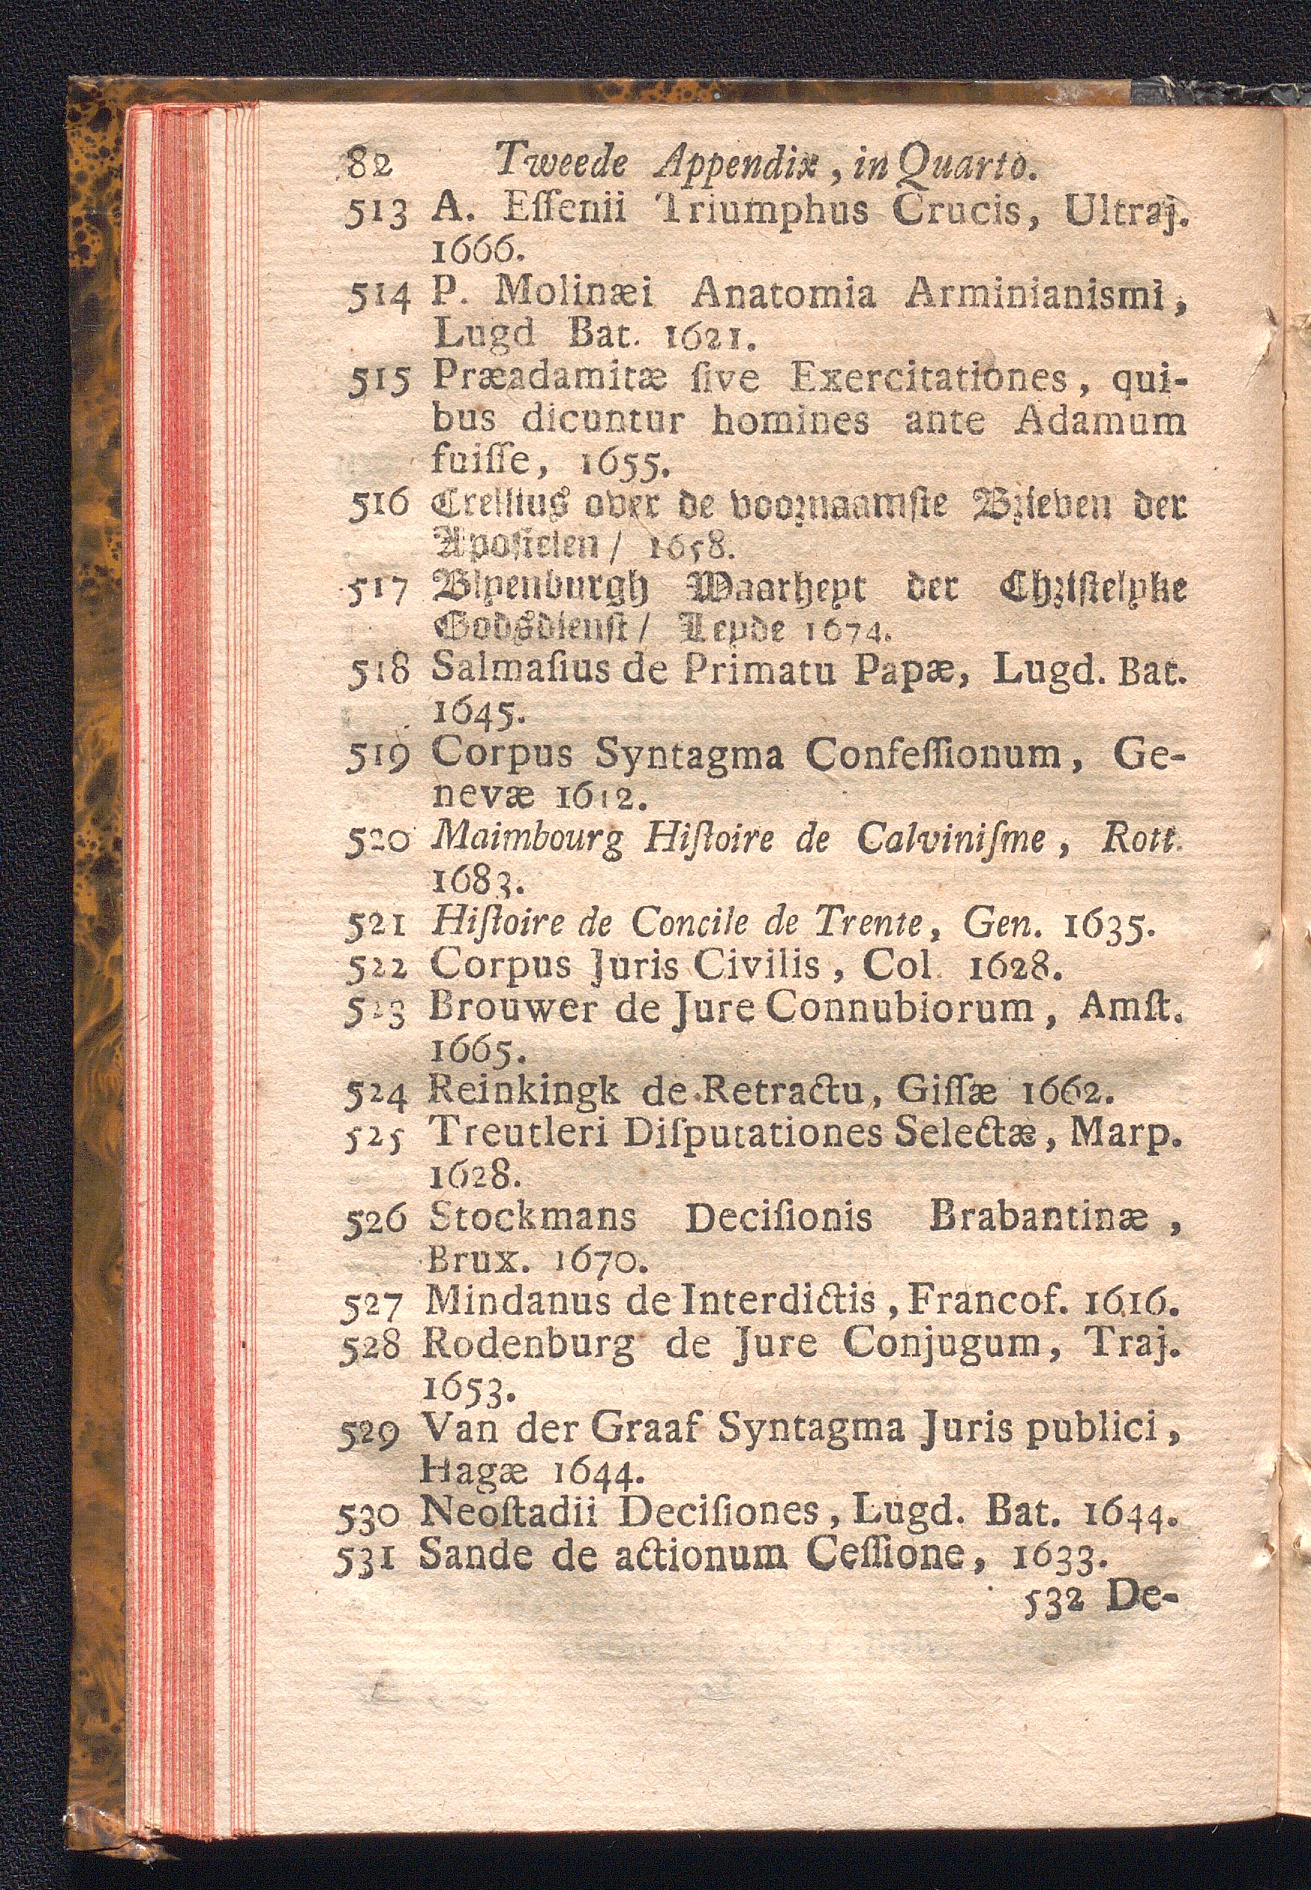 82 Tweede Appendix, in Quarto.
513 A. Eſſenii Triumphus Crucis, Ultraj.
1666.
514 P. Molinæi Anatomia Arminianismi,
Lugd Bat. 1621.
515 Præadamitæ ſive Exercitationes, qui-
bus dicuntur homines ante Adamum
fuiſſe, 1655.
516 Crellius over de voornaamſte Brieven der
Apoſtelen / 1658.
517 Blyenburgh Waarheyt der Chriſtelyke
Godsdienſt / Leyde 1674.
518 Salmaſius de Primatu Papæ, Lugd. Bat.
1645.
519 Corpus Syntagma Confeſſionum, Ge-
nevæ 1612.
520 Maimbourg Hiſtoire de Calviniſme, Rott.
1683.
521 Hiſtoire de Concile de Trente, Gen. 1635.
522 Corpus Juris Civilis, Col. 1628.
523 Brouwer de Jure Connubiorum, Amſt.
1665.
524 Reinkingk de Retractu, Giſſæ 1662.
525 Treutleri Diſputationes Selectæ, Marp.
1628.
526 Stockmans Deciſionis Brabantinæ,
Brux. 1670.
527 Mindanus de Interdictis, Francof. 1616.
528 Rodenburg de Jure Conjugum, Traj.
1653.
529 Van der Graaf Syntagma Juris publici,
Hagæ 1644.
530 Neoſtadii Deciſiones, Lugd. Bat. 1644.
531 Sande de actionum Ceſſione, 1633.
532 De-